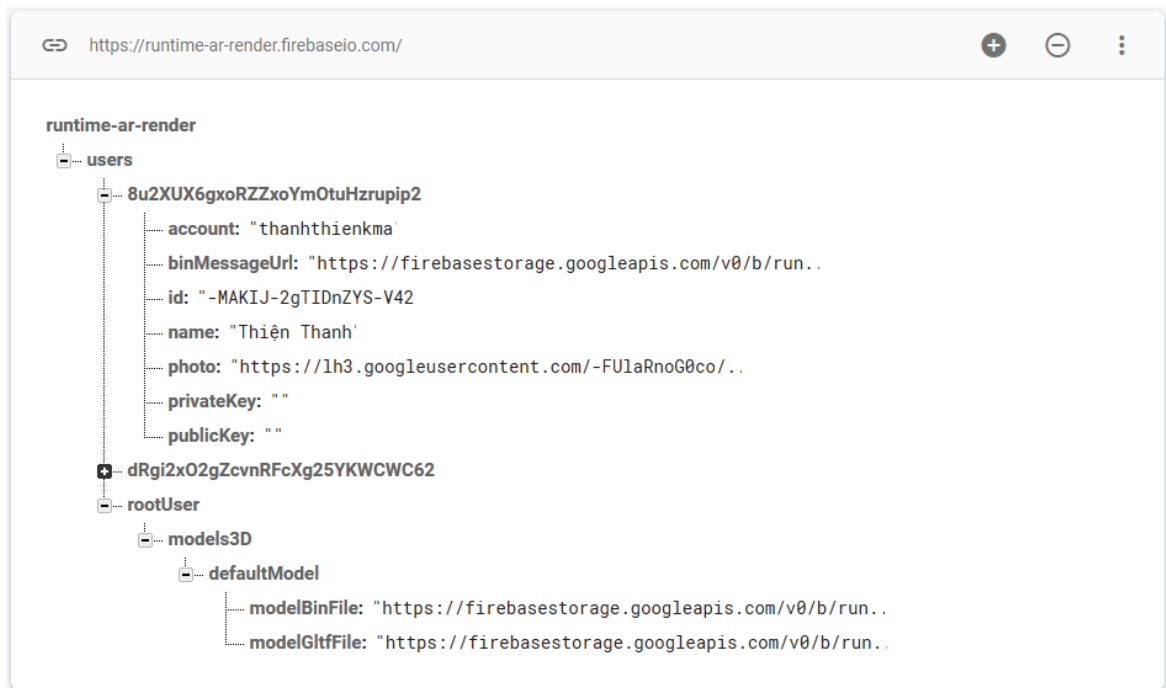 https://runtime-ar-render.firebaseio.com/
runtime-ar-render
users
8u2XUX6gxoRZZxoYmOtuHzrupip2
account: "thanhthienkma'
binMessageUrl: "https://firebasestorage.googleapis.com/v0/b/run..
id: "-MAKIJ-2gTIDnZYS-V42
name: "Thiện Thanh'
photo: "https://lh3.googleusercontent.com/-FUlaRnoG0co/..
privateKey: ""
publicKey: ""
dRgi2xO2gZcvnRFcXg25YKWCWC62
rootUser
models3D
defaultModel
modelBinFile: "https://firebasestorage.googleapis.com/v0/b/run..
modelGltfFile: "https://firebasestorage.googleapis.com/v0/b/run..